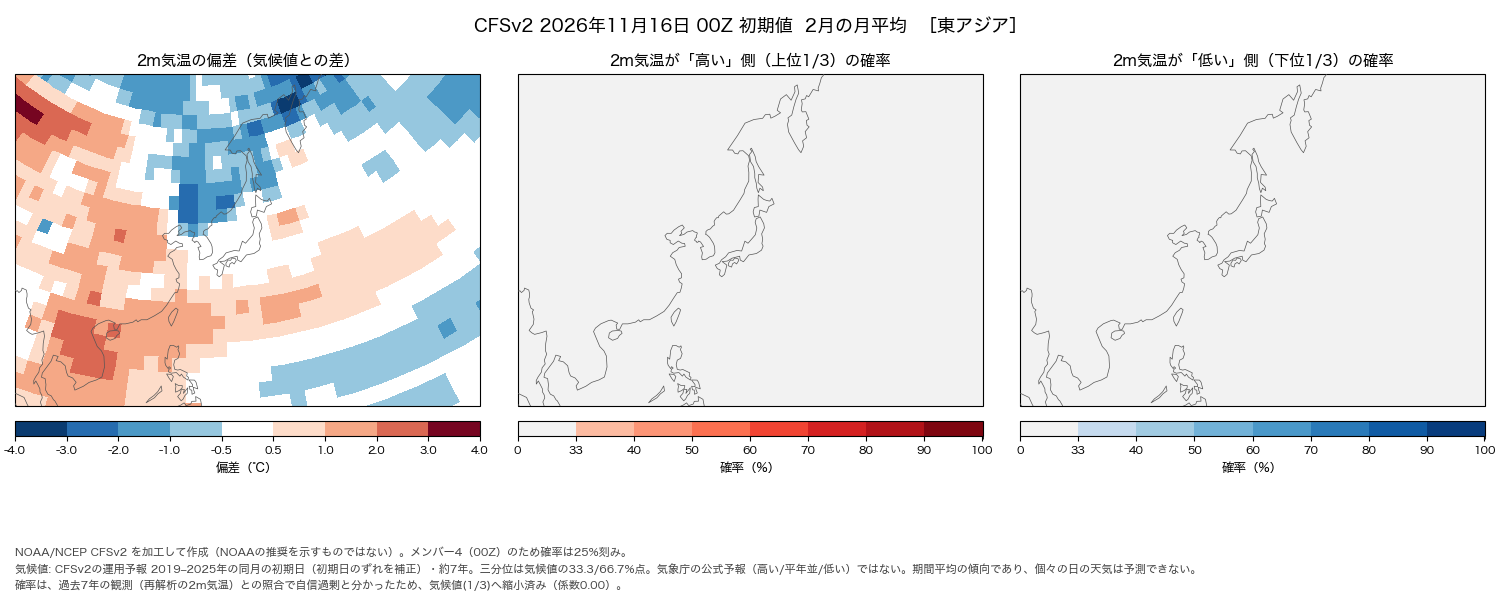 CFSv2 2026年11月16日 00Z 初期値 2月の月平均 ［東アジア］
2m気温の偏差（気候値との差）
2m気温が「高い」側（上位1/3）の確率
2m気温が「低い」側（下位1/3）の確率
-4.0 -3.0 -2.0 -1.0 -0.5 0.5 1.0 2.0 3.0 4.0
偏差（℃）
0 33 40 50 60 70 80 90 100
確率（%）
0 33 40 50 60 70 80 90 100
確率（%）
NOAA/NCEP CFSv2 を加工して作成（NOAAの推奨を示すものではない）。メンバー4（00Z）のため確率は25%刻み。
気候値: CFSv2の運用予報 2019–2025年の同月の初期日（初期日のずれを補正）・約7年。三分位は気候値の33.3/66.7%点。気象庁の公式予報（高い/平年並/低い）ではない。期間平均の傾向であり、個々の日の天気は予測できない。
確率は、過去7年の観測（再解析の2m気温）との照合で自信過剰と分かったため、気候値(1/3)へ縮小済み（係数0.00）。